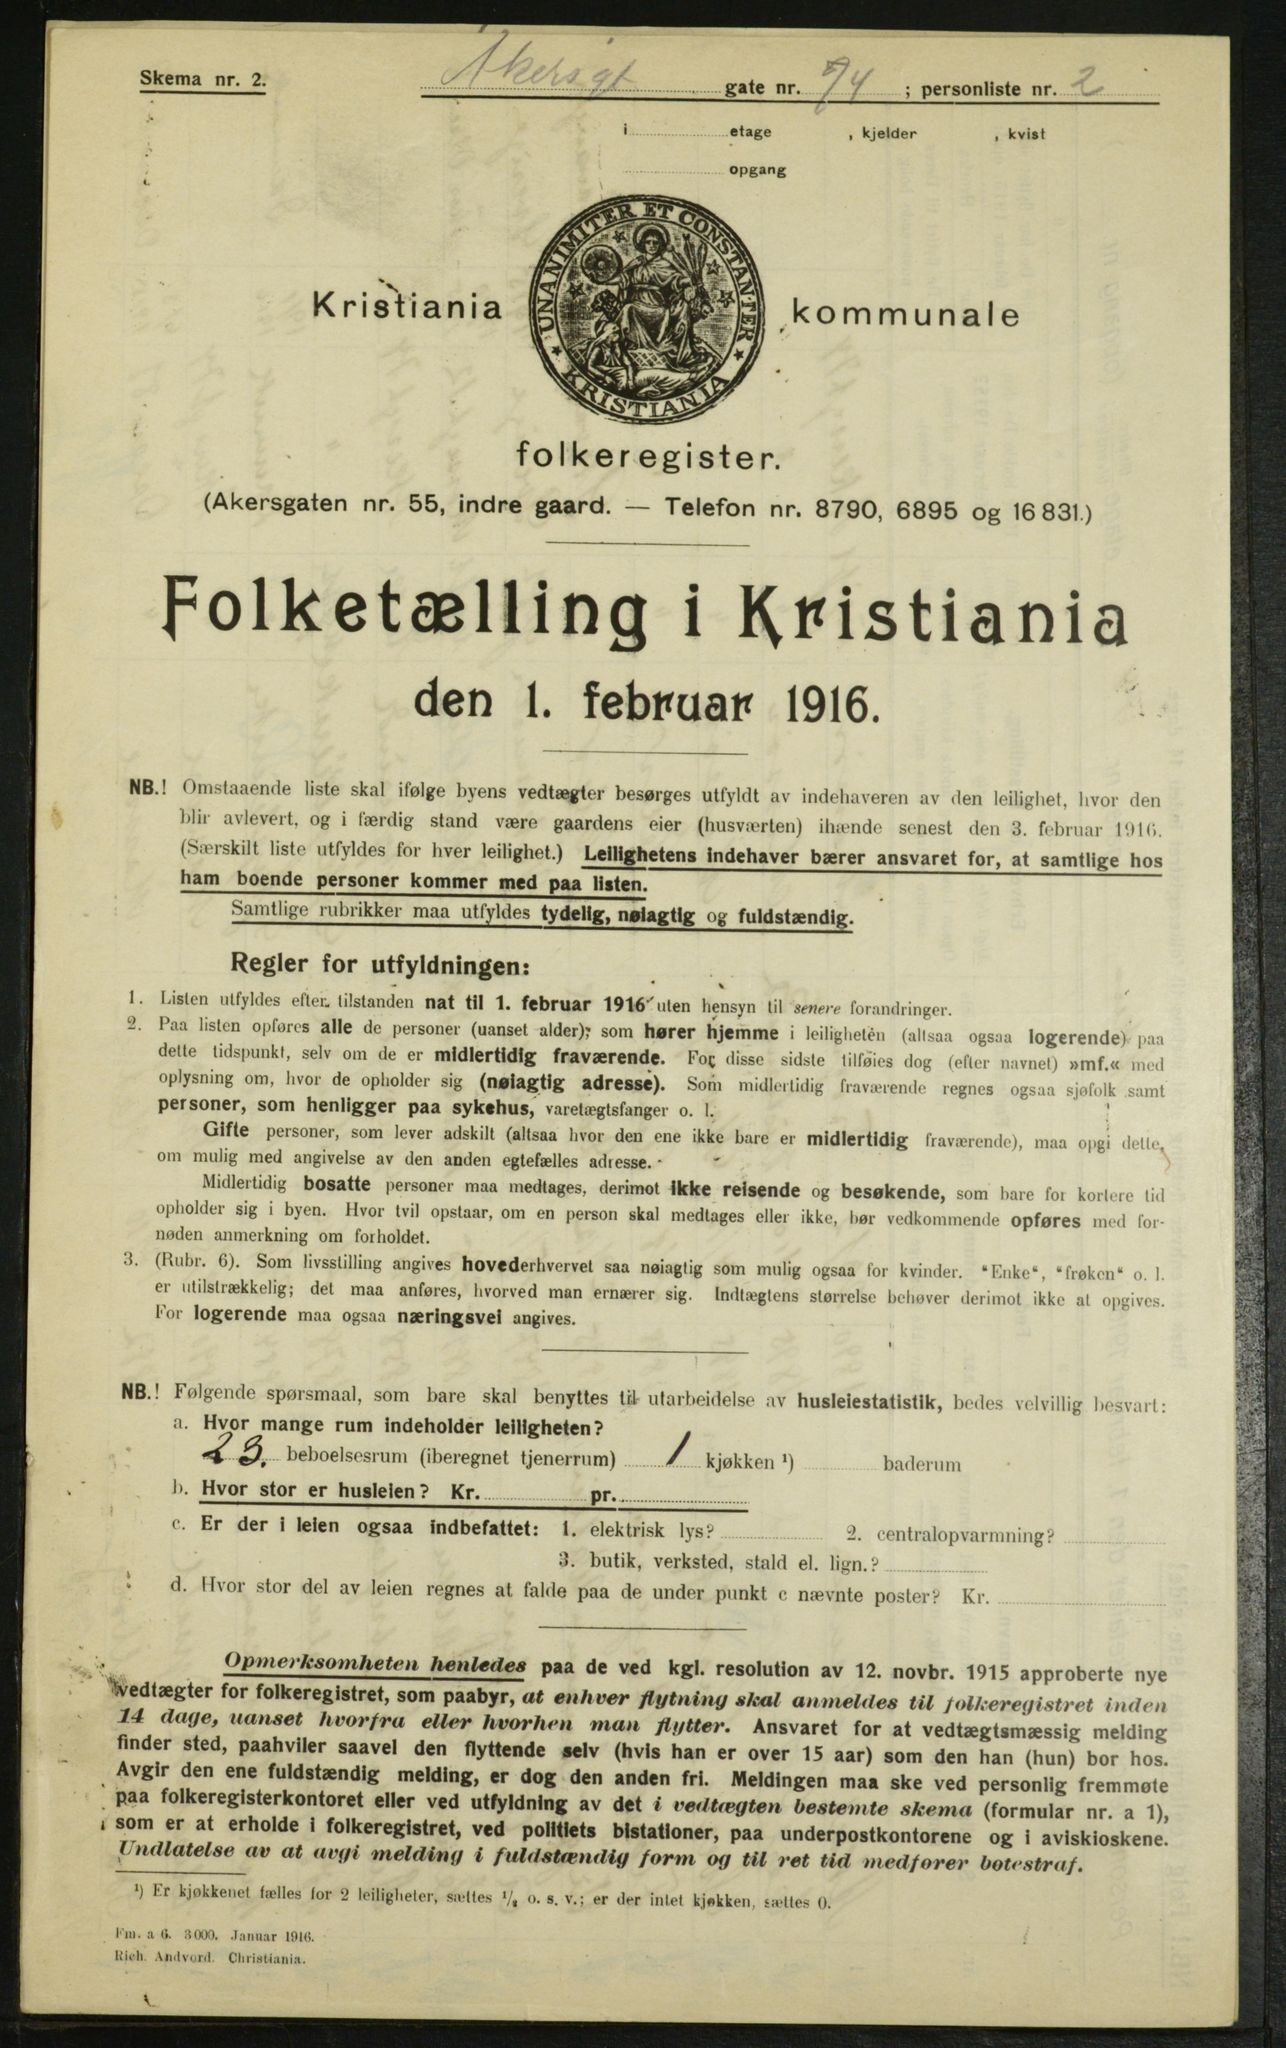 Skema nr. 2.
Akersgt gate nr. 74 ; personliste nr. 2
i etage , kjelder , kvist
opgang
UNANIMITER ET CONSTANTER
KRISTIANIA
Kristiania kommunale
folkeregister.
(Akersgaten nr. 55, indre gaard. — Telefon nr. 8790, 6895 og 16 831.)
Folketælling i Kristiania
den 1. februar 1916.
NB.! Omstaaende liste skal ifølge byens vedtægter besørges utfyldt av indehaveren av den leilighet, hvor den
blir avlevert, og i færdig stand være gaardens eier (husværten) ihænde senest den 3. februar 1916.
(Særskilt liste utfyldes for hver leilighet.) Leilighetens indehaver bærer ansvaret for, at samtlige hos
ham boende personer kommer med paa listen.
Samtlige rubrikker maa utfyldes tydelig, nøiagtig og fuldstændig.
Regler for utfyldningen:
1. Listen utfyldes efter tilstanden nat til 1. februar 1916 uten hensyn til senere forandringer.
2. Paa listen opføres alle de personer (uanset alder), som hører hjemme i leiligheten (altsaa ogsaa logerende) paa
dette tidspunkt, selv om de er midlertidig fraværende. For disse sidste tilføies dog (efter navnet) »mf.« med
oplysning om, hvor de opholder sig (nøiagtig adresse). Som midlertidig fraværende regnes ogsaa sjøfolk samt
personer, som henligger paa sykehus, varetægtsfanger o. l.
Gifte personer, som lever adskilt (altsaa hvor den ene ikke bare er midlertidig fraværende), maa opgi dette,
om mulig med angivelse av den anden egtefælles adresse.
Midlertidig bosatte personer maa medtages, derimot ikke reisende og besøkende, som bare for kortere tid
opholder sig i byen. Hvor tvil opstaar, om en person skal medtages eller ikke, bør vedkommende opføres med for-
nøden anmerkning om forholdet.
3. (Rubr. 6). Som livsstilling angives hovederhvervet saa nøiagtig som mulig ogsaa for kvinder. "Enke", "frøken" o. l.
er utilstrækkelig; det maa anføres, hvorved man ernærer sig. Indtægtens størrelse behøver derimot ikke at opgives.
For logerende maa ogsaa næringsvei angives.
NB.! Følgende spørsmaal, som bare skal benyttes til utarbeidelse av husleiestatistik, bedes velvillig besvart:
a. Hvor mange rum indeholder leiligheten?
23. beboelsesrum (iberegnet tjenerrum) 1 kjøkken ¹) baderum
b. Hvor stor er husleien? Kr. pr.
c. Er der i leien ogsaa indbefattet: 1. elektrisk lys? 2. centralopvarmning?
3. butik, verksted, stald el. lign.?
d. Hvor stor del av leien regnes at falde paa de under punkt c nævnte poster? Kr.
Opmerksomheten henledes paa de ved kgl. resolution av 12. novbr. 1915 approberte nye
vedtægter for folkeregistret, som paabyr, at enhver flytning skal anmeldes til folkeregistret inden
14 dage, uanset hvorfra eller hvorhen man flytter. Ansvaret for at vedtægtsmæssig melding
finder sted, paahviler saavel den flyttende selv (hvis han er over 15 aar) som den han (hun) bor hos.
Avgir den ene fuldstændig melding, er dog den anden fri. Meldingen maa ske ved personlig fremmøte
paa folkeregisterkontoret eller ved utfyldning av det i vedtægten bestemte skema (formular nr. a 1),
som er at erholde i folkeregistret, ved politiets bistationer, paa underpostkontorene og i aviskioskene.
Undlatelse av at avgi melding i fuldstændig form og til ret tid medfører botestraf.
¹) Er kjøkkenet fælles for 2 leiligheter, sættes ½ o. s. v.; er der intet kjøkken, sættes 0.
Fm. a 6. 3000. Januar 1916.
Rich. Andvord. Christiania.